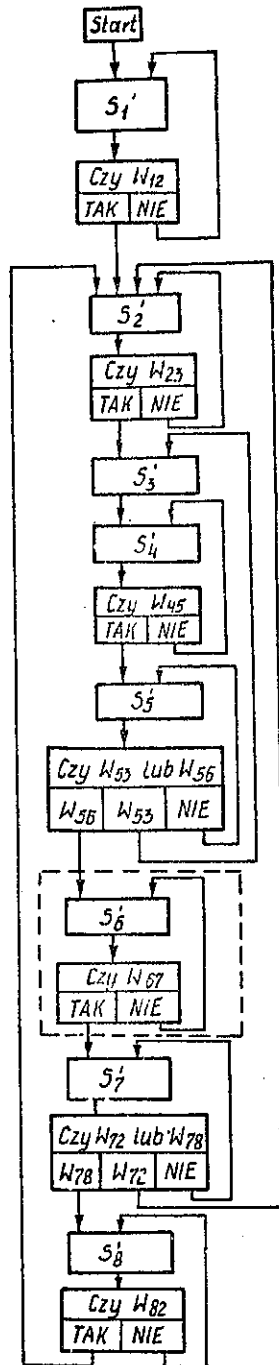 Start
S₁'
Czy W₁₂
TAK NIE
S₂'
Czy W₂₃
TAK NIE
S₃'
S₄'
Czy W₄₅
TAK NIE
S₅'
Czy W₅₃ lub W₅₆
W₅₆ W₅₃ NIE
S₆'
Czy W₆₇
TAK NIE
S₇'
Czy W₇₂ lub W₇₈
W₇₈ W₇₂ NIE
S₈'
Czy W₈₂
TAK NIE